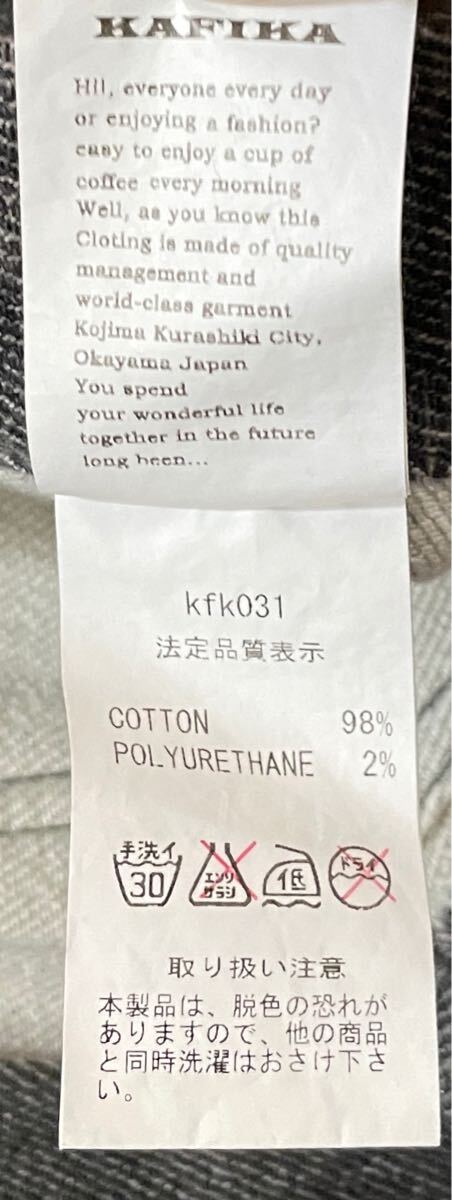 KAFIKA
HII, everyone every day
or enjoying a fashion?
easy to enjoy a cup of
coffee every morning
Well, as you know this
Cloting is made of quality
management and
world-class garment
Kojima Kurashiki City,
Okayama Japan
You spend
your wonderful life
together in the future
long been...
kfk031
法定品質表示
COTTON 98%
POLYURETHANE 2%
手洗イ
30
エンソ
サラシ
低
ドライ
取り扱い注意
本製品は、脱色の恐れが
ありますので、他の商品
と同時洗濯はおさけ下さ
い。